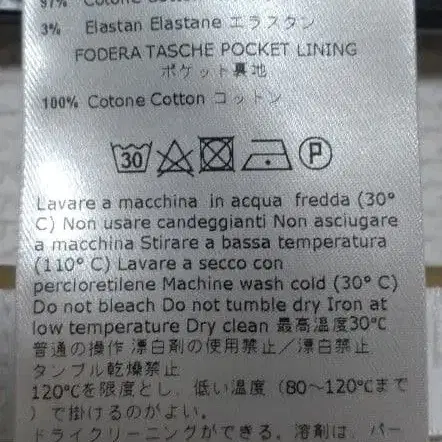 97% Cotone Cotton
3% Elastan Elastane エラスタン
FODERA TASCHE POCKET LINING
ポケット裏地
100% Cotone Cotton コットン
30 P
Lavare a macchina in acqua fredda (30°
C) Non usare candeggianti Non asciugare
a macchina Stirare a bassa temperatura
(110° C) Lavare a secco con
percloretilene Machine wash cold (30° C)
Do not bleach Do not tumble dry Iron at
low temperature Dry clean 最高温度30℃
普通の操作 漂白剤の使用禁止／漂白禁止
タンブル乾燥禁止
120℃を限度とし、低い温度（80～120℃まで
）で掛けるのがよい。
ドライクリーニングができる。溶剤は、パー